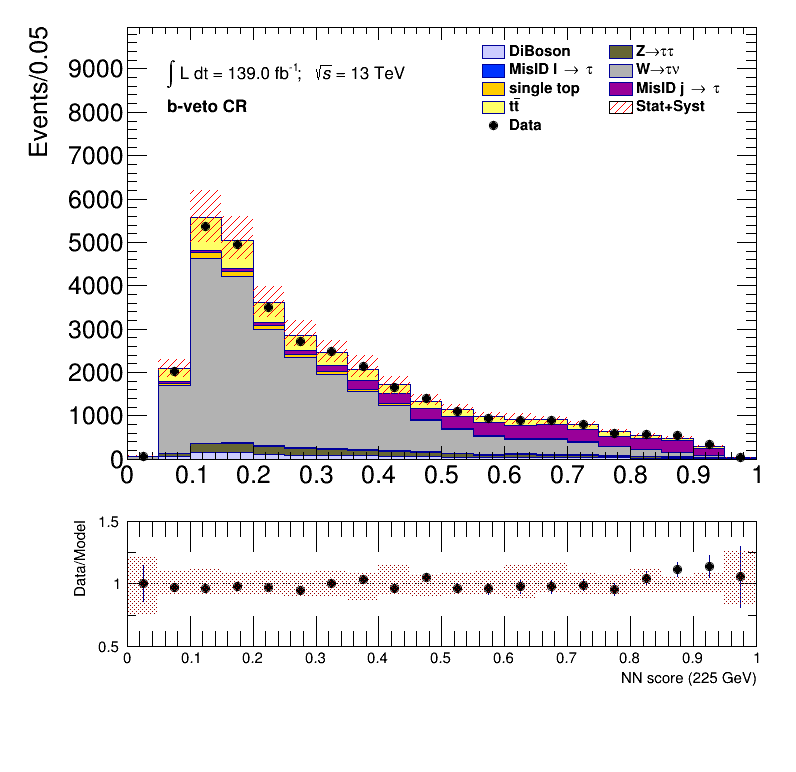 Events/0.05
9000
8000
7000
6000
5000
4000
3000
2000
1000
0
∫ L dt = 139.0 fb⁻¹; √s = 13 TeV
b-veto CR
DiBoson
MisID l → τ
single top
tt̄
Data
Z→ττ
W→τν
MisID j → τ
Stat+Syst
0 0.1 0.2 0.3 0.4 0.5 0.6 0.7 0.8 0.9 1
Data/Model
1.5
1
0.5
0 0.1 0.2 0.3 0.4 0.5 0.6 0.7 0.8 0.9 1
NN score (225 GeV)